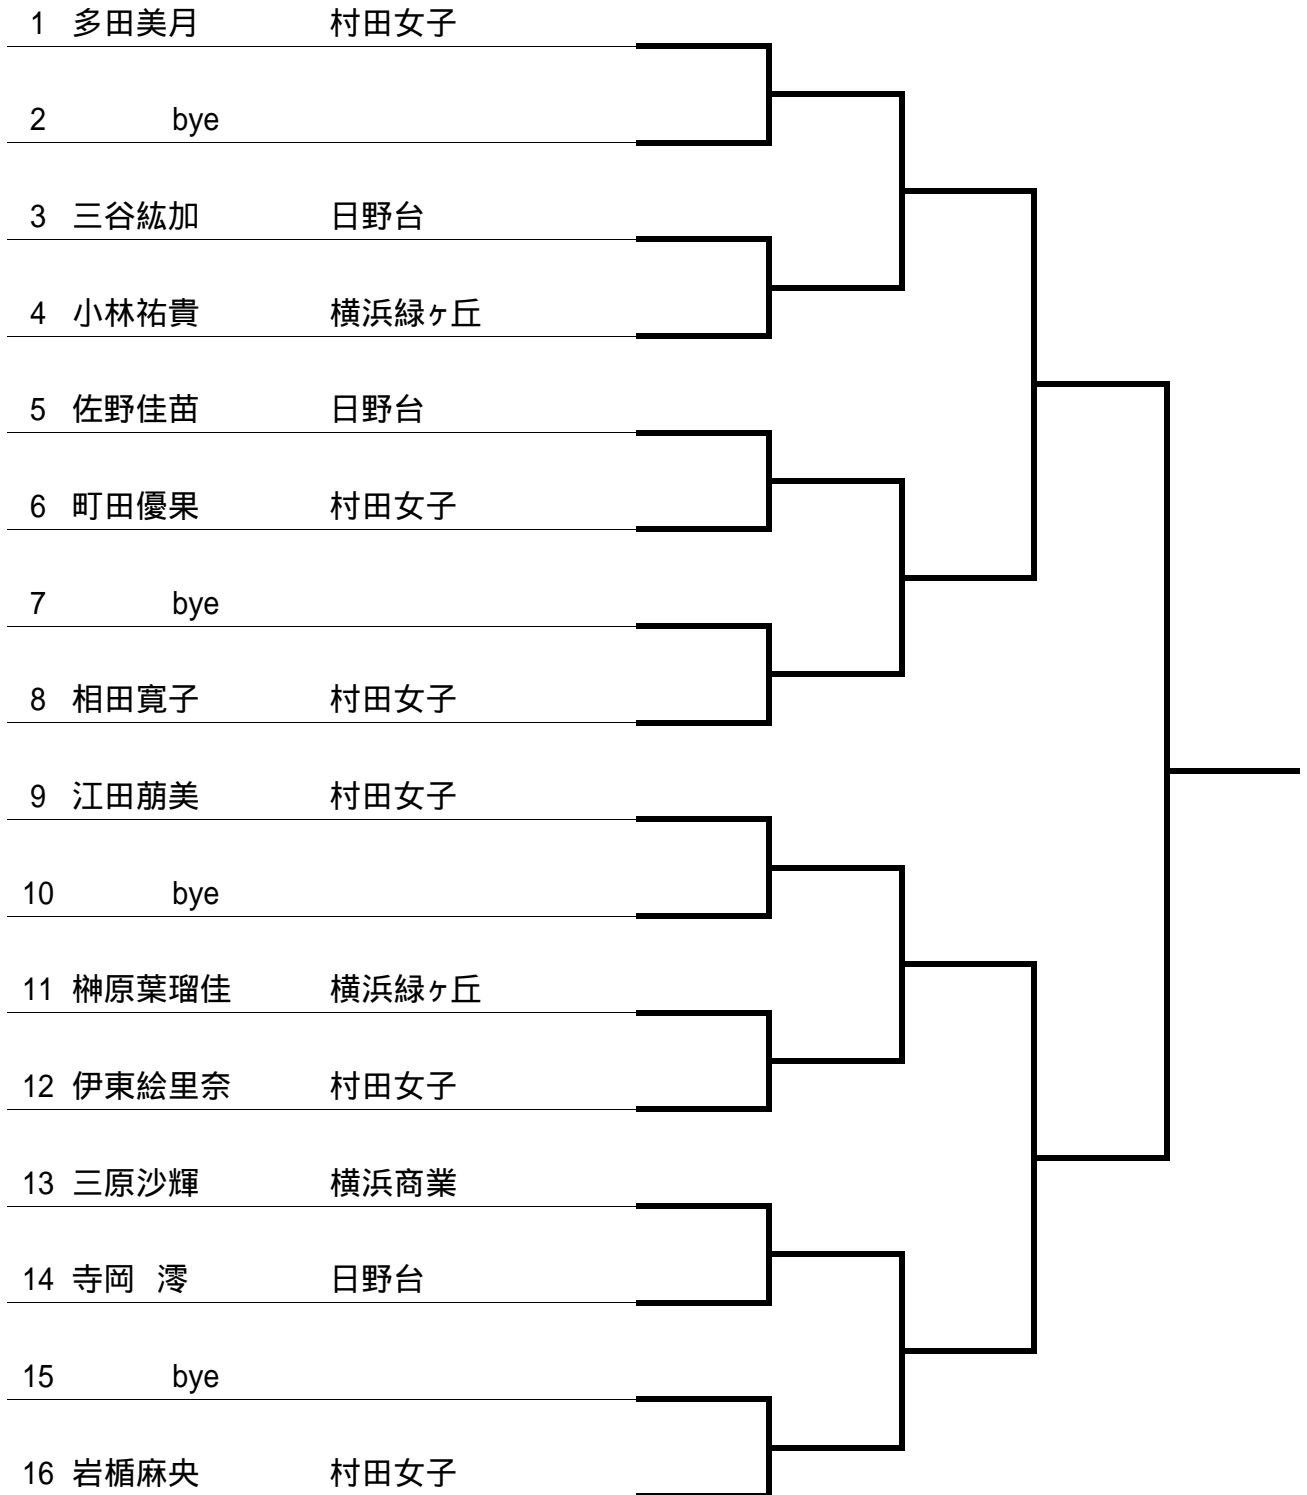 1 多田美月 村田女子
2 bye
3 三谷紘加 日野台
4 小林祐貴 横浜緑ヶ丘
5 佐野佳苗 日野台
6 町田優果 村田女子
7 bye
8 相田寛子 村田女子
9 江田萠美 村田女子
10 bye
11 榊原葉瑠佳 横浜緑ヶ丘
12 伊東絵里奈 村田女子
13 三原沙輝 横浜商業
14 寺岡 澪 日野台
15 bye
16 岩楯麻央 村田女子